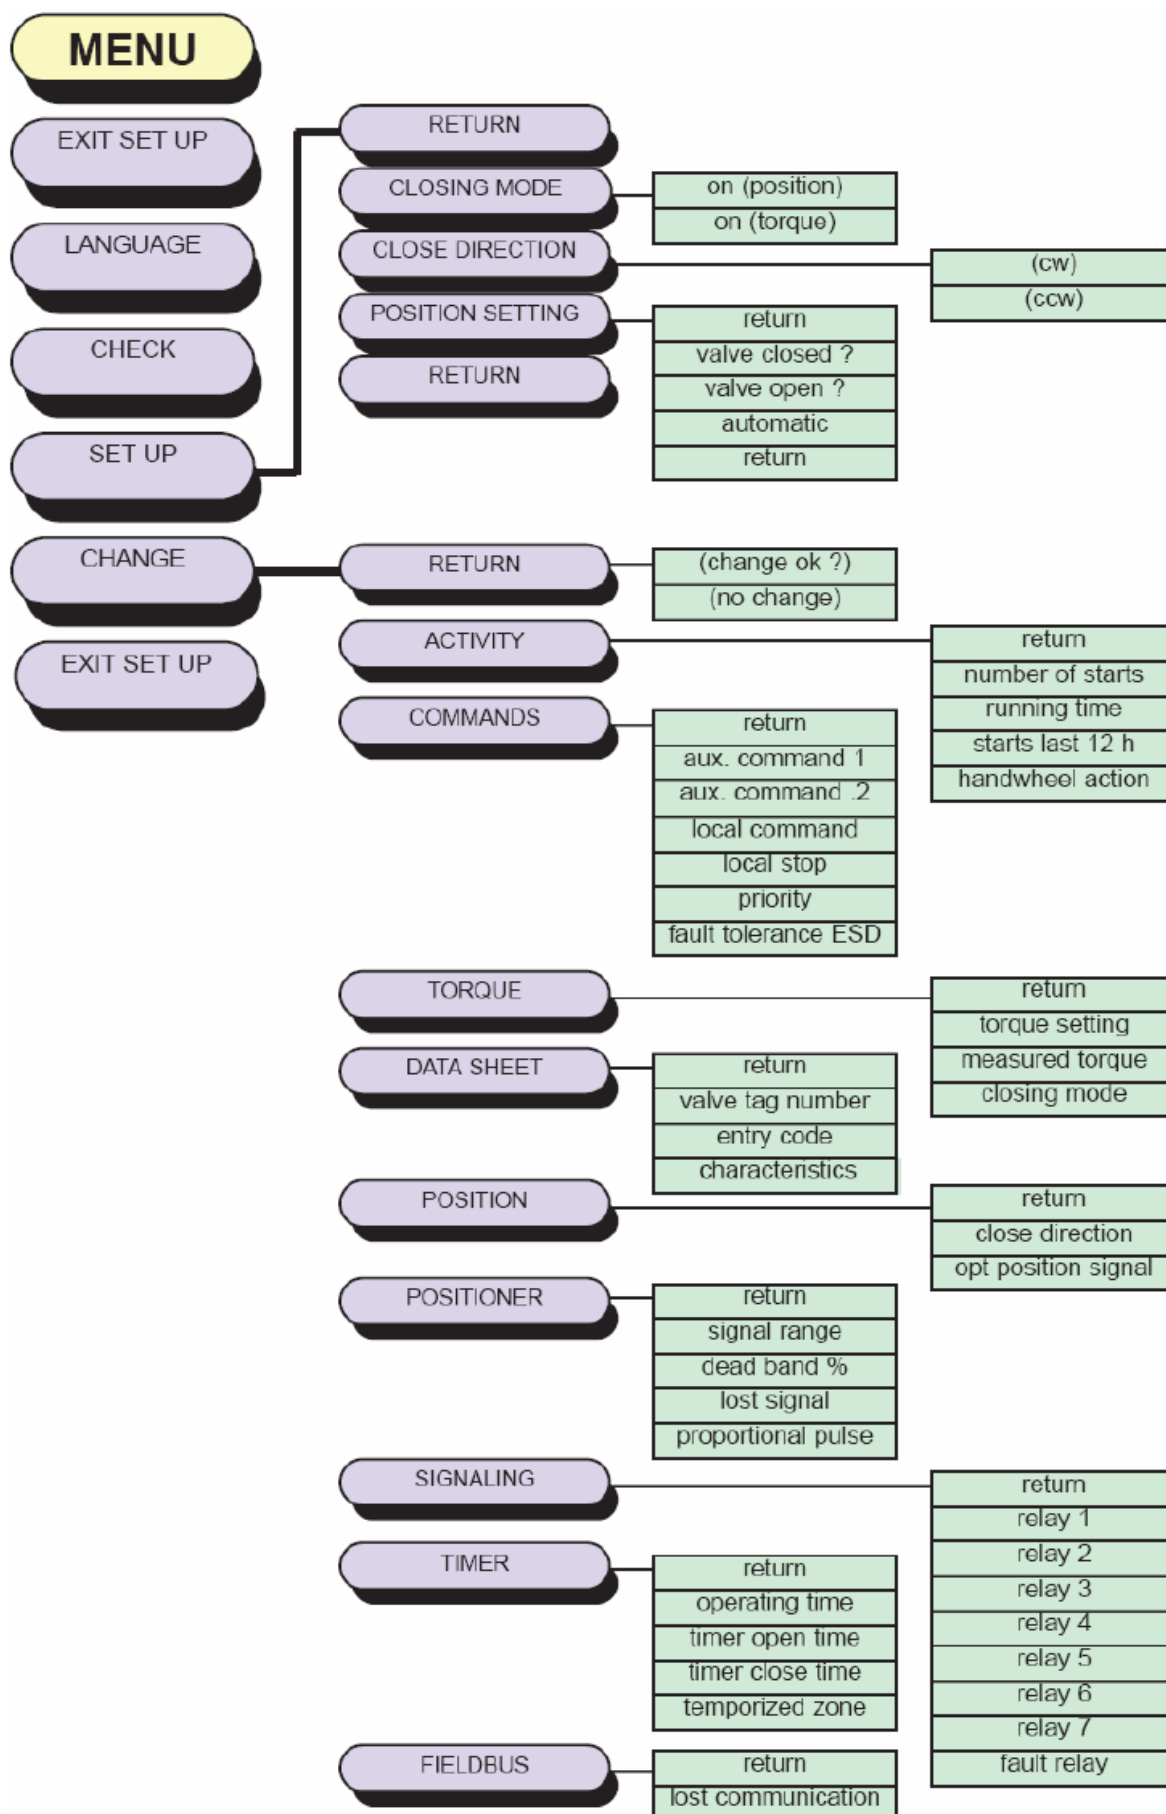 MENU
EXIT SET UP
LANGUAGE
CHECK
SET UP
RETURN
CLOSING MODE
on (position)
on (torque)
CLOSE DIRECTION
(cw)
(ccw)
POSITION SETTING
return
valve closed ?
valve open ?
automatic
return
RETURN
CHANGE
RETURN
(change ok ?)
(no change)
ACTIVITY
return
number of starts
running time
starts last 12 h
handwheel action
COMMANDS
return
aux. command 1
aux. command .2
local command
local stop
priority
fault tolerance ESD
TORQUE
return
torque setting
measured torque
closing mode
DATA SHEET
return
valve tag number
entry code
characteristics
POSITION
return
close direction
opt position signal
POSITIONER
return
signal range
dead band %
lost signal
proportional pulse
SIGNALING
return
relay 1
relay 2
relay 3
relay 4
relay 5
relay 6
relay 7
fault relay
TIMER
return
operating time
timer open time
timer close time
temporized zone
FIELDBUS
return
lost communication
EXIT SET UP